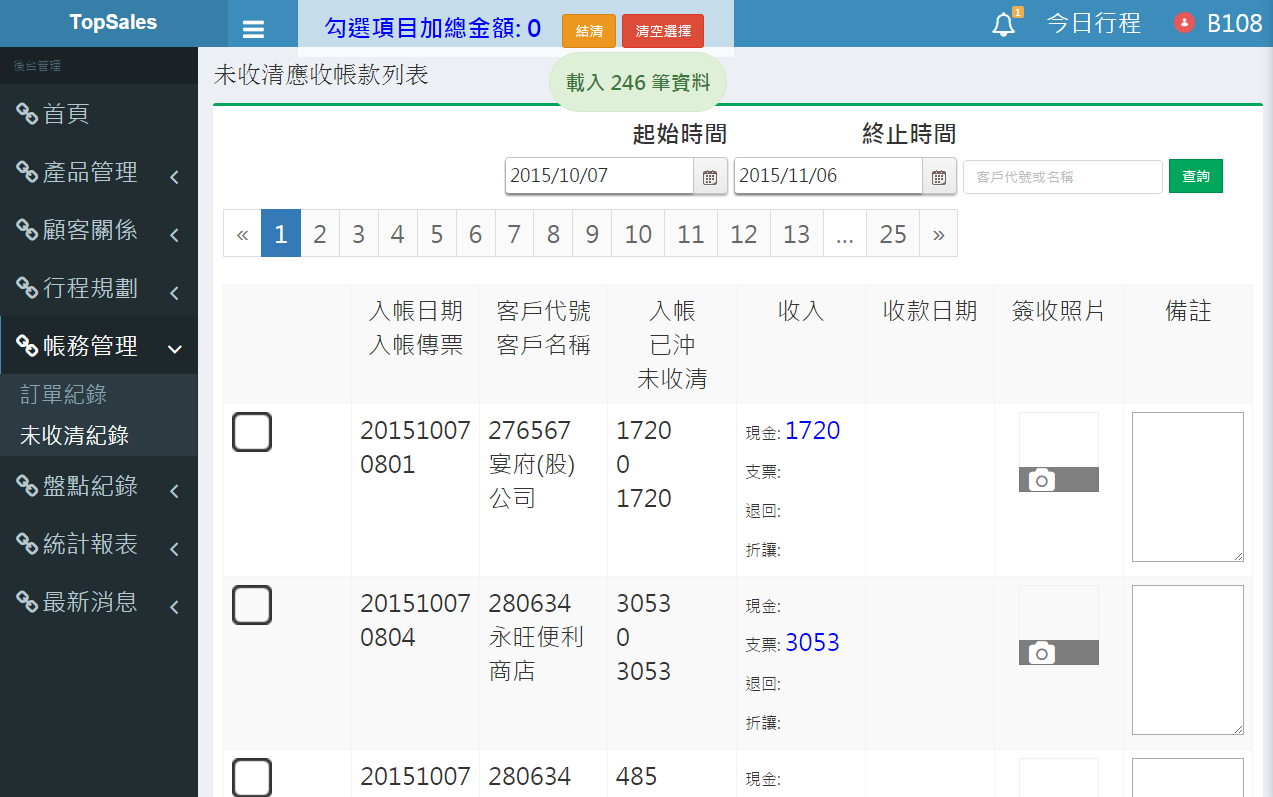 TopSales
勾選項目加總金額: 0
結清
清空選擇
1
今日行程
B108
後台管理
首頁
產品管理
顧客關係
行程規劃
帳務管理
訂單紀錄
未收清紀錄
盤點紀錄
統計報表
最新消息
未收清應收帳款列表
載入 246 筆資料
起始時間
終止時間
2015/10/07
2015/11/06
客戶代號或名稱
查詢
« 1 2 3 4 5 6 7 8 9 10 11 12 13 ... 25 »
入帳日期
入帳傳票
客戶代號
客戶名稱
入帳
已沖
未收清
收入
收款日期
簽收照片
備註
20151007
0801
276567
宴府(股)
公司
1720
0
1720
現金: 1720
支票:
退回:
折讓:
20151007
0804
280634
永旺便利
商店
3053
0
3053
現金:
支票: 3053
退回:
折讓:
20151007
280634
485
現金: